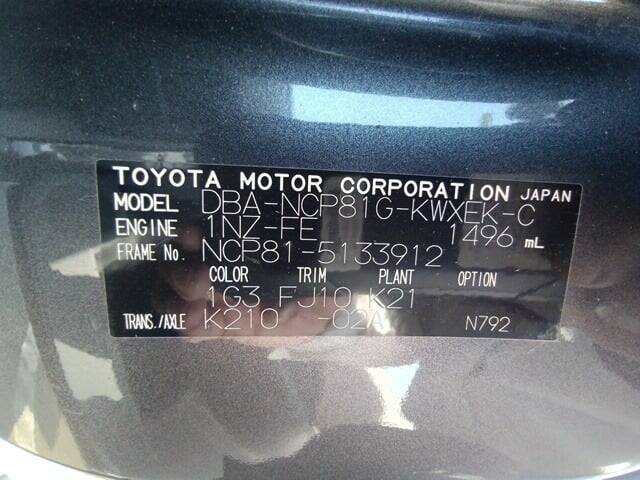 TOYOTA MOTOR CORPORATION JAPAN
MODEL DBA-NCP81G-KWXEK-C
ENGINE 1NZ-FE 1496 mL
FRAME No. NCP81-5133912
COLOR TRIM PLANT OPTION
1G3 FJ10 K21
TRANS./AXLE K210 -02A N792